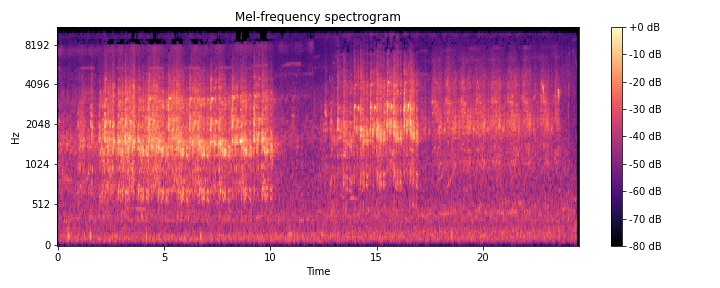 Mel-frequency spectrogram
8192
4096
2048
1024
512
0
Hz
0 5 10 15 20
Time
+0 dB
-10 dB
-20 dB
-30 dB
-40 dB
-50 dB
-60 dB
-70 dB
-80 dB